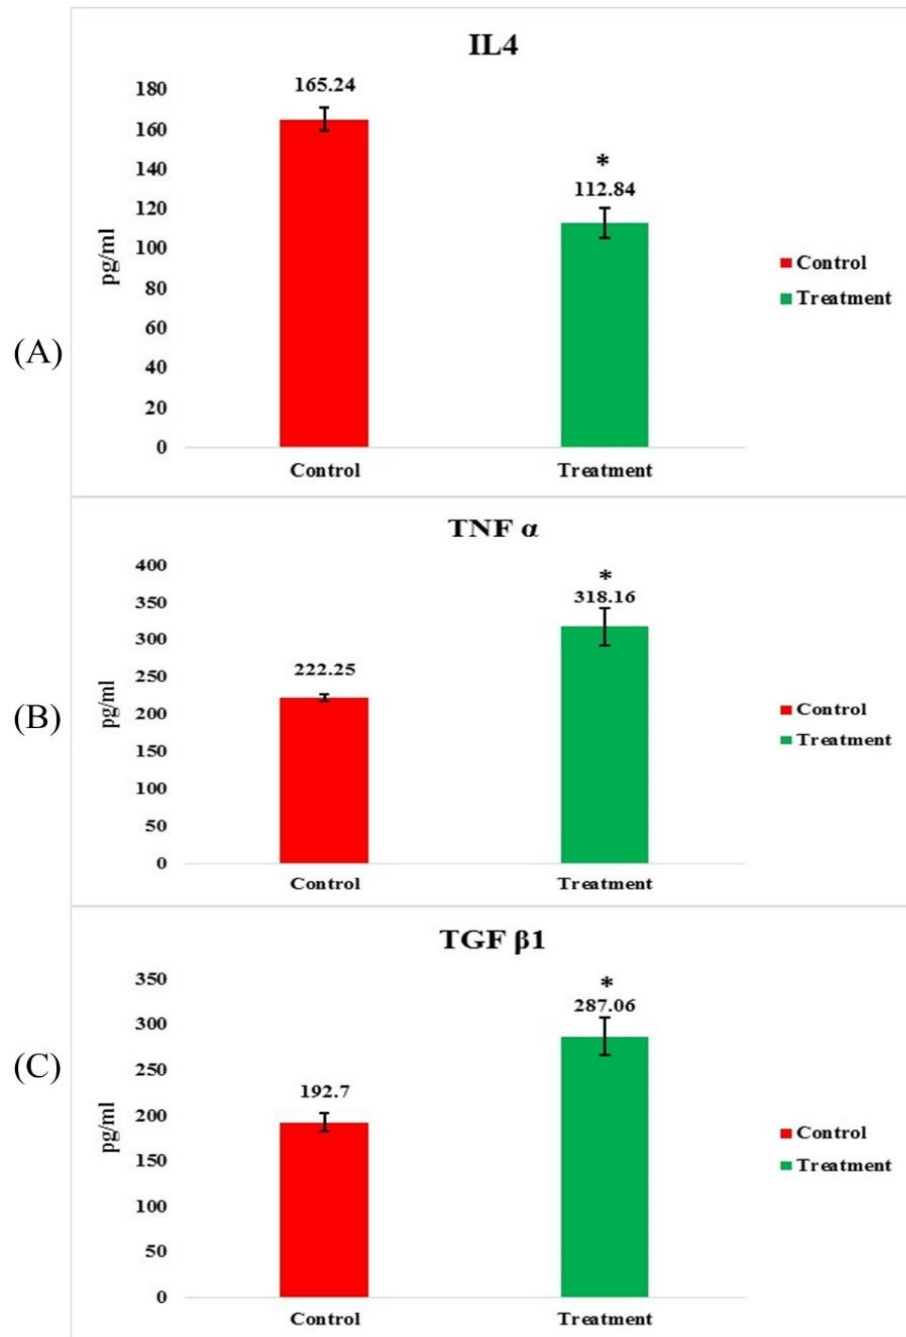 (A)
IL4
pg/ml
180
160
140
120
100
80
60
40
20
0
165.24
*
112.84
Control
Treatment
Control
Treatment
(B)
TNF α
pg/ml
400
350
300
250
200
150
100
50
0
222.25
*
318.16
Control
Treatment
Control
Treatment
(C)
TGF β1
pg/ml
350
300
250
200
150
100
50
0
192.7
*
287.06
Control
Treatment
Control
Treatment